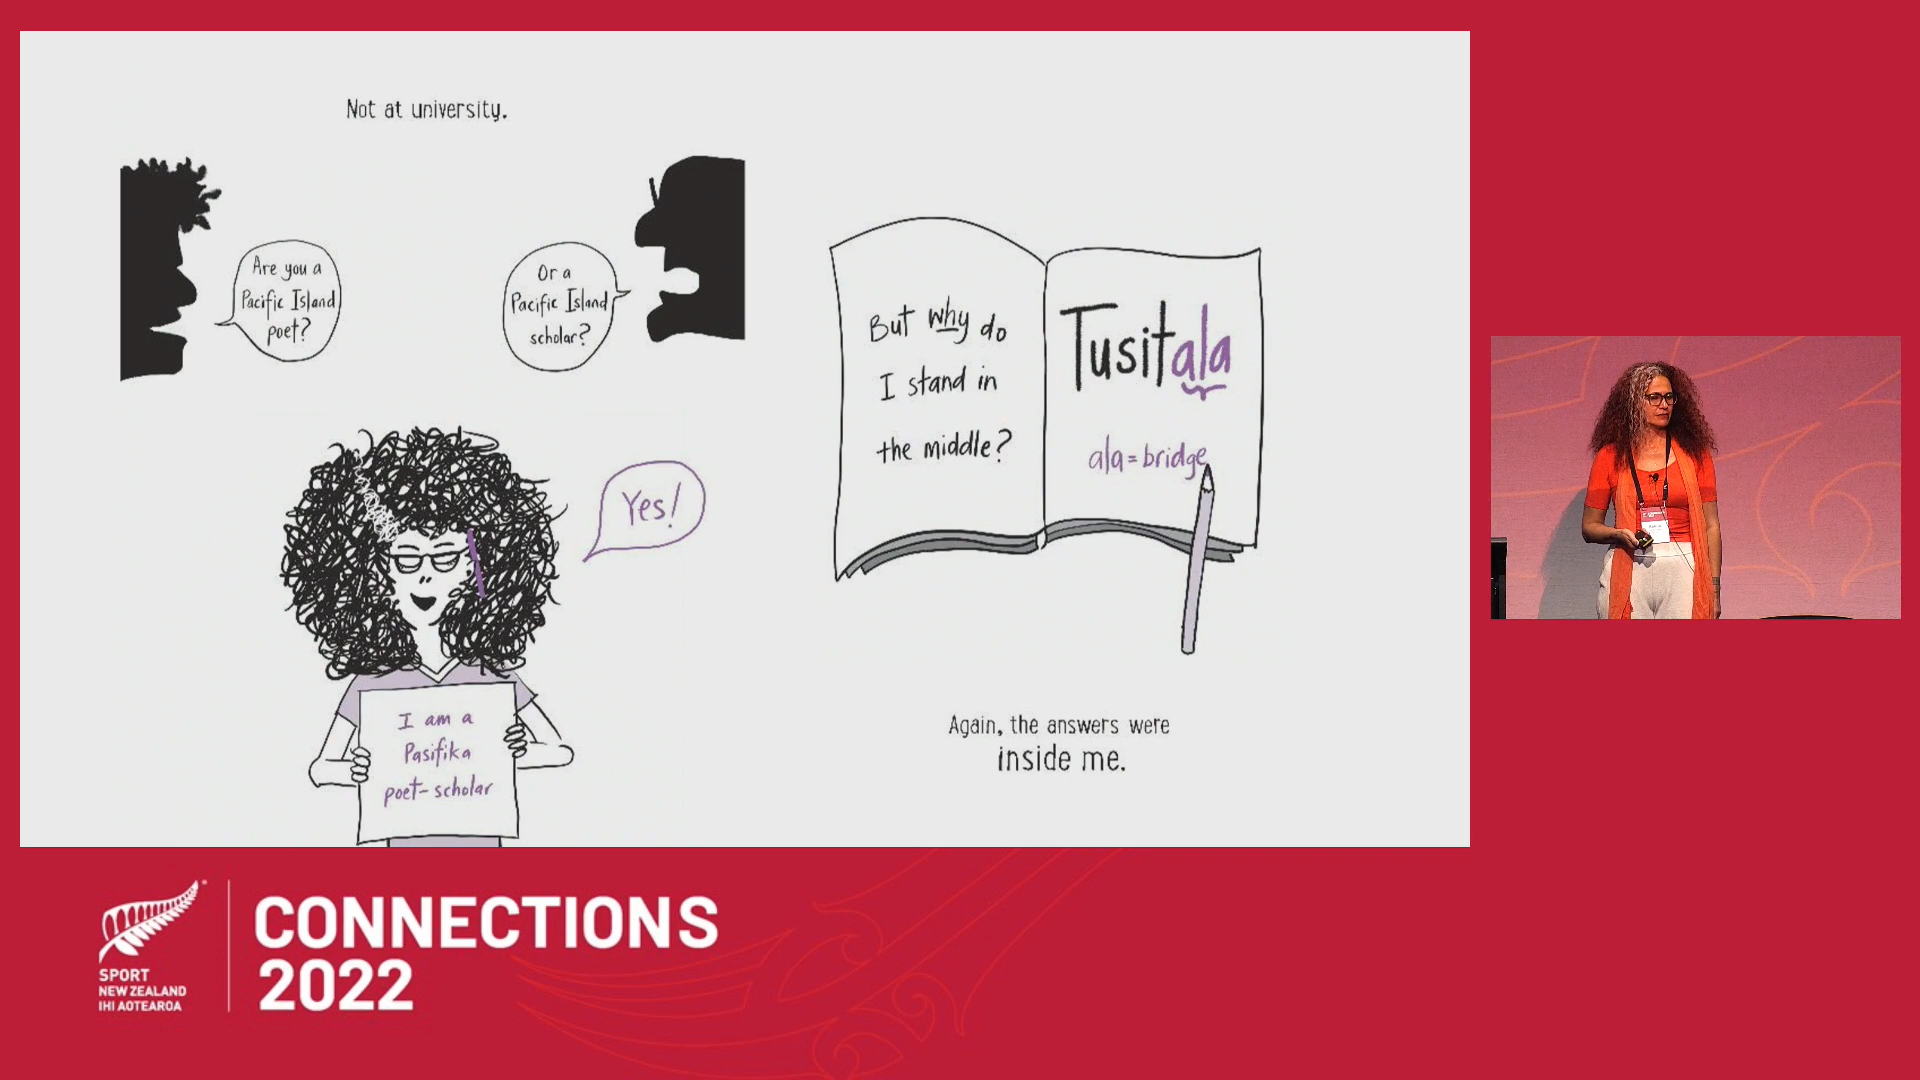 Not at university.
Are you a
Pacific Island
poet?
Or a
Pacific Island
scholar?
Yes!
I am a
Pasifika
poet-scholar
But why do
I stand in
the middle?
Tusitala
ala=bridge
Again, the answers were
inside me.
SPORT
NEW ZEALAND
IHI AOTEAROA
CONNECTIONS
2022